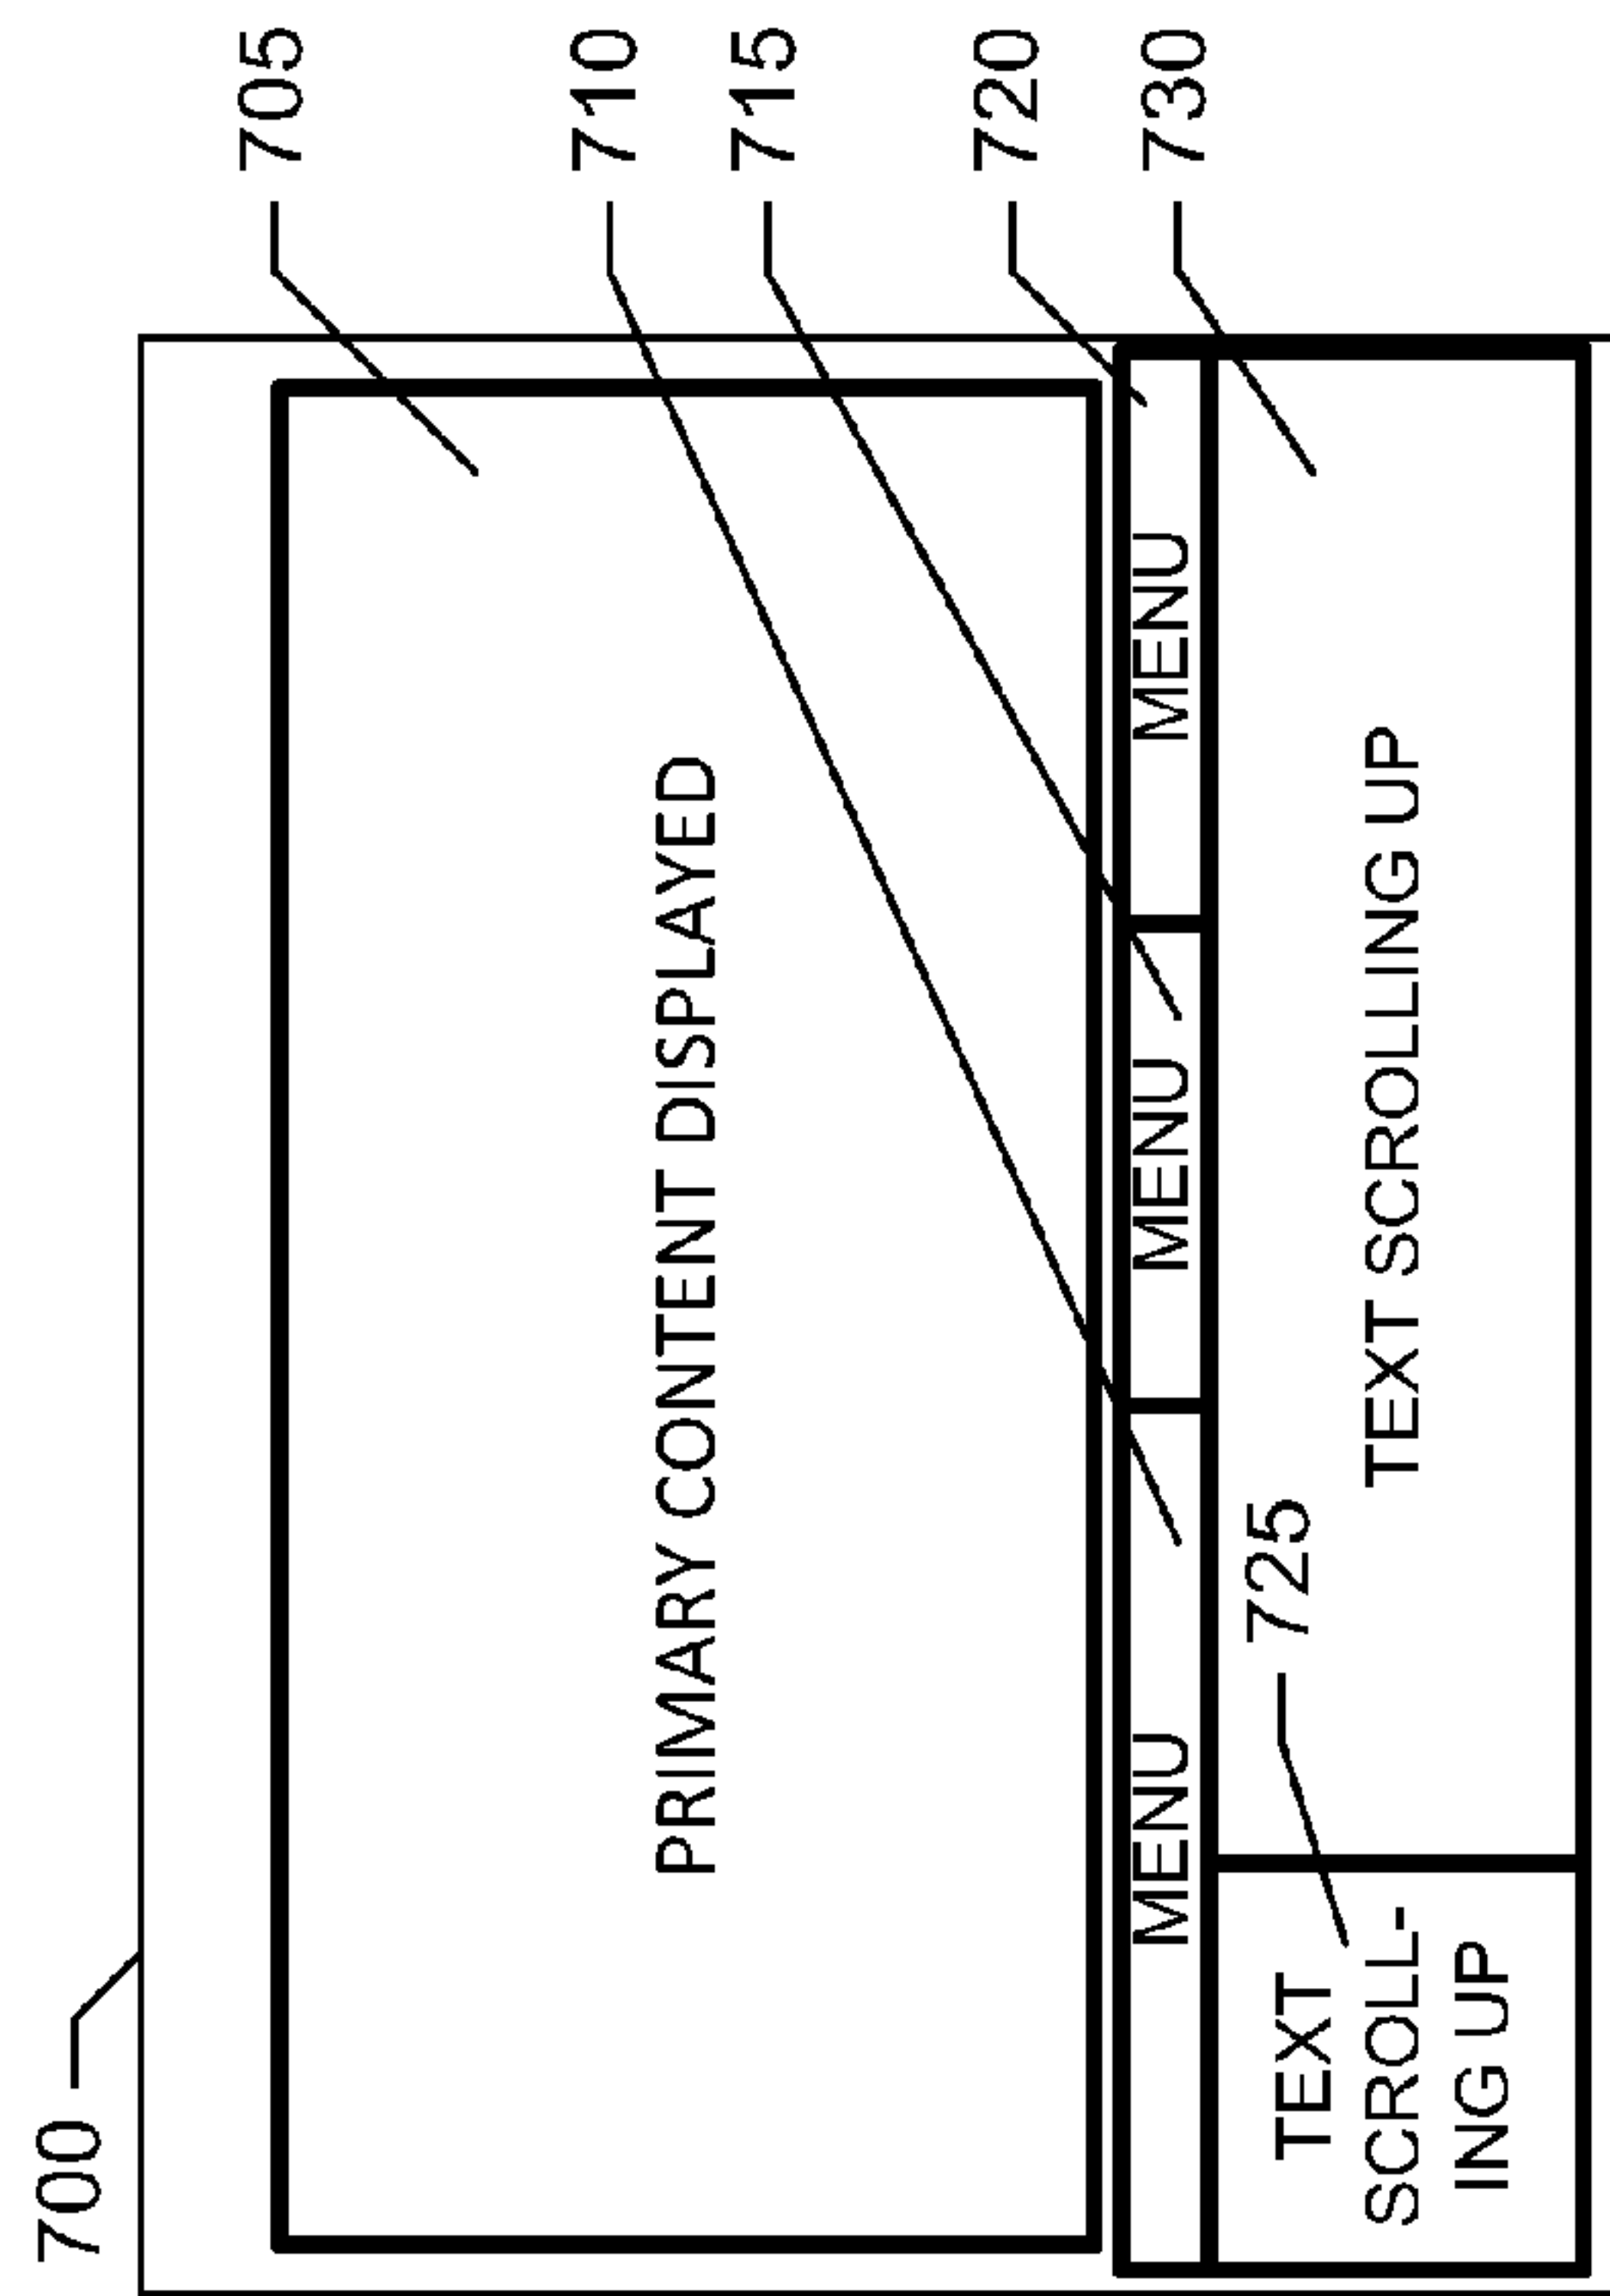 700
705
PRIMARY CONTENT DISPLAYED
710
715
MENU
MENU
MENU
720
725
730
TEXT
SCROLL-
ING UP
TEXT SCROLLING UP